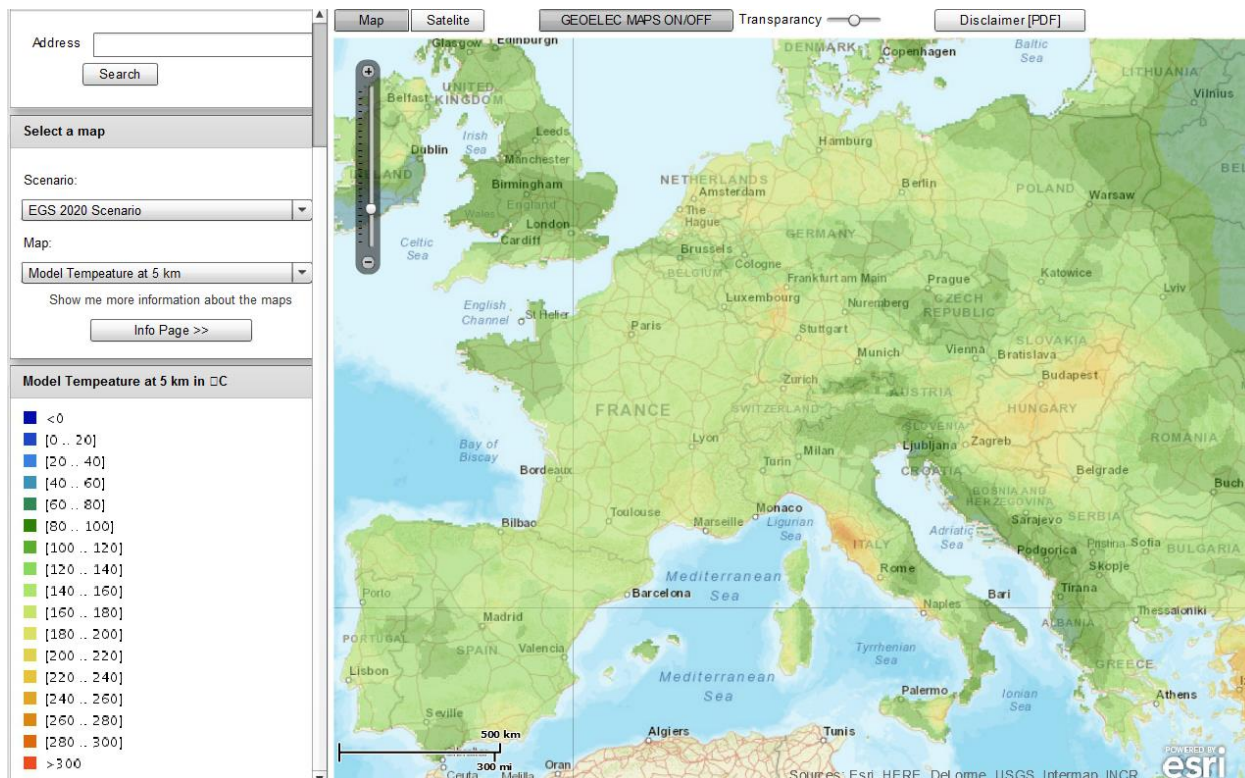 Address
Search
Select a map
Scenario:
EGS 2020 Scenario
Map:
Model Tempeature at 5 km
Show me more information about the maps
Info Page >>
Model Tempeature at 5 km in □C
<0
[0 .. 20]
[20 .. 40]
[40 .. 60]
[60 .. 80]
[80 .. 100]
[100 .. 120]
[120 .. 140]
[140 .. 160]
[160 .. 180]
[180 .. 200]
[200 .. 220]
[220 .. 240]
[240 .. 260]
[260 .. 280]
[280 .. 300]
>300
Map
Satelite
GEOELEC MAPS ON/OFF
Transparancy
Disclaimer [PDF]
Glasgow
Edinburgh
DENMARK
Copenhagen
Baltic
Sea
LITHUANIA
Vilnius
Belfast
UNITED
KINGDOM
Irish
Sea
Leeds
Dublin
IRELAND
Manchester
Hamburg
Birmingham
England
Wales
NETHERLANDS
Amsterdam
Berlin
POLAND
Warsaw
The
Hague
London
Cardiff
Celtic
Sea
Brussels
BELGIUM
Cologne
GERMANY
Frankfurt am Main
Prague
Katowice
CZECH
REPUBLIC
Lviv
English
Channel
St Helier
Luxembourg
Nuremberg
Paris
Stuttgart
SLOVAKIA
Munich
Vienna
Bratislava
Budapest
Zurich
AUSTRIA
HUNGARY
FRANCE
SWITZERLAND
SLOVENIA
Ljubljana
Zagreb
ROMANIA
Bay of
Biscay
Lyon
Milan
Turin
CROATIA
Belgrade
Bordeaux
BOSNIA AND
HERZEGOVINA
Buch
Toulouse
Monaco
Ligurian
Sea
Marseille
Bilbao
Adriatic
Sea
Sarajevo
SERBIA
ITALY
Pristina
Sofia
BULGARIA
Podgorica
Skopje
Rome
Mediterranean
Sea
Tirana
Porto
Barcelona
Bari
Naples
Thessaloniki
Madrid
PORTUGAL
SPAIN
Valencia
ALBANIA
Tyrrhenian
Sea
GREECE
Lisbon
Mediterranean
Sea
Palermo
Ionian
Sea
Athens
Seville
500 km
300 mi
Gibraltar
Ceuta
Melilla
Oran
Algiers
Tunis
POWERED BY
esri
Sources: Esri, HERE, DeLorme, USGS, Intermap, INCR